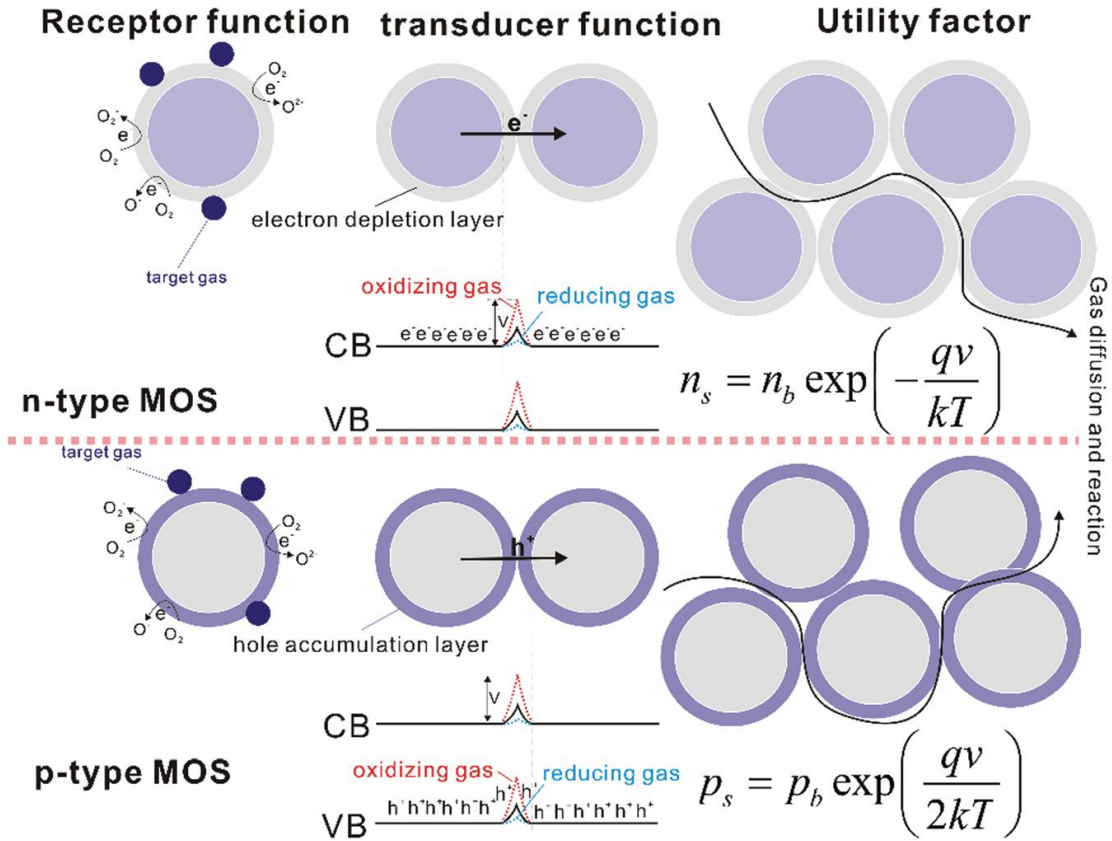 Receptor function
transducer function
Utility factor
O₂
e⁻
O²⁻
O₂⁻
e
O₂
O⁻
e⁻
O₂
target gas
e⁻
electron depletion layer
oxidizing gas
reducing gas
V
e⁻e⁻e⁻e⁻e⁻e⁻
e⁻e⁻e⁻e⁻e⁻e⁻
CB
VB
n-type MOS
n_s = n_b exp(−qv/kT)
Gas diffusion and reaction
target gas
O₂⁻
e⁻
O₂
O₂
e⁻
O²⁻
O⁻
e⁻
O₂
h⁺
hole accumulation layer
V
CB
p-type MOS
oxidizing gas
reducing gas
h⁺ h⁺
h⁺h⁺h⁺h⁺h⁺h⁺
h⁺h⁺h⁺h⁺h⁺h⁺
VB
p_s = p_b exp(qv/2kT)